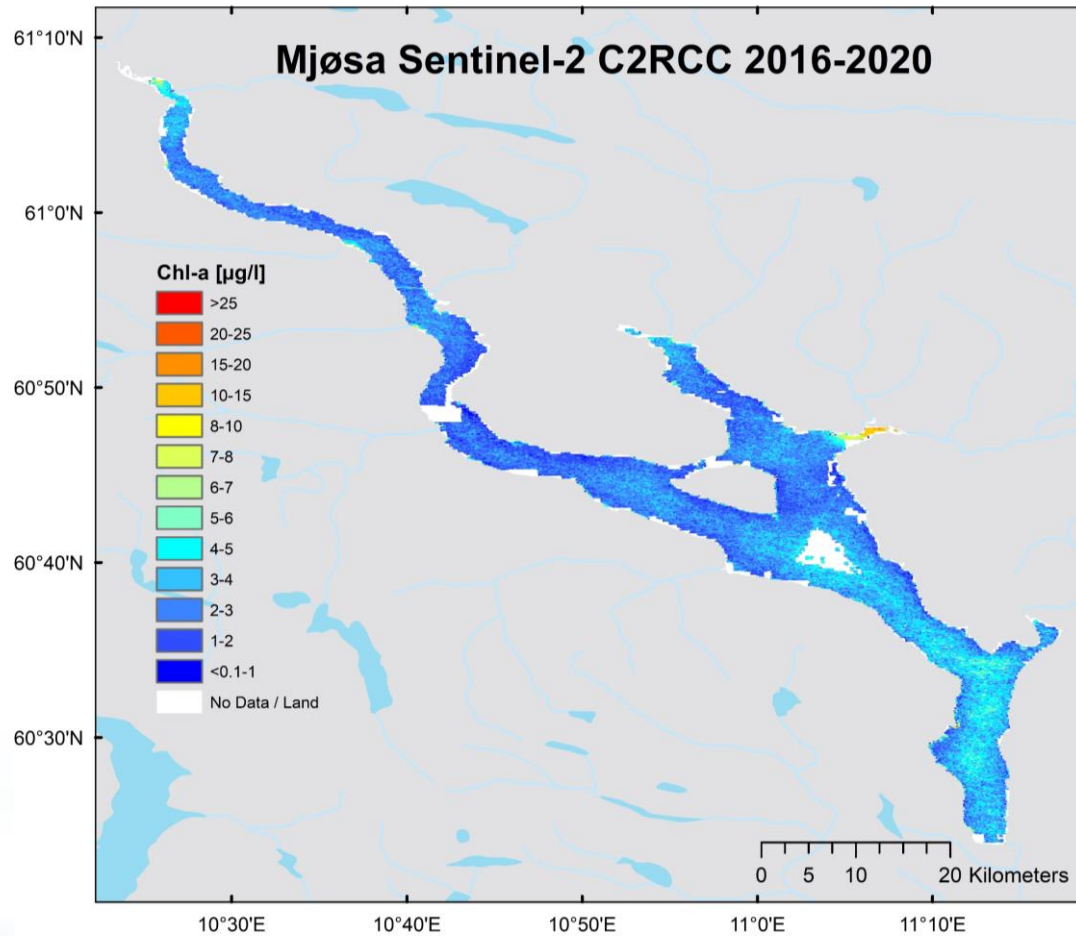 Mjøsa Sentinel-2 C2RCC 2016-2020
61°10'N
61°0'N
60°50'N
60°40'N
60°30'N
Chl-a [µg/l]
>25
20-25
15-20
10-15
8-10
7-8
6-7
5-6
4-5
3-4
2-3
1-2
<0.1-1
No Data / Land
0 5 10 20 Kilometers
10°30'E 10°40'E 10°50'E 11°0'E 11°10'E